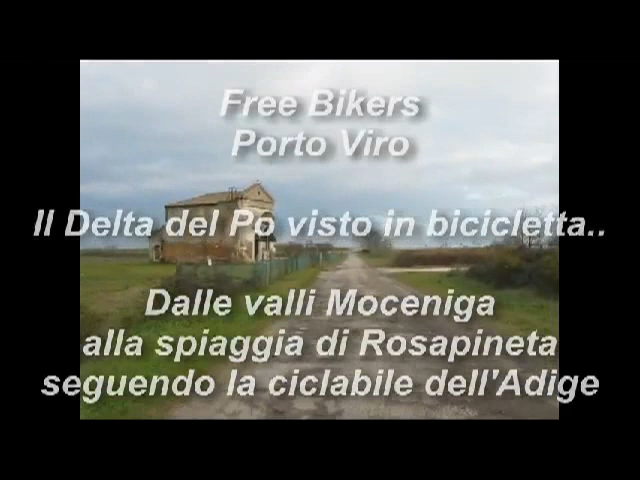 Free Bikers
Porto Viro
Il Delta del Po visto in bicicletta..
Dalle valli Moceniga
alla spiaggia di Rosapineta
seguendo la ciclabile dell'Adige